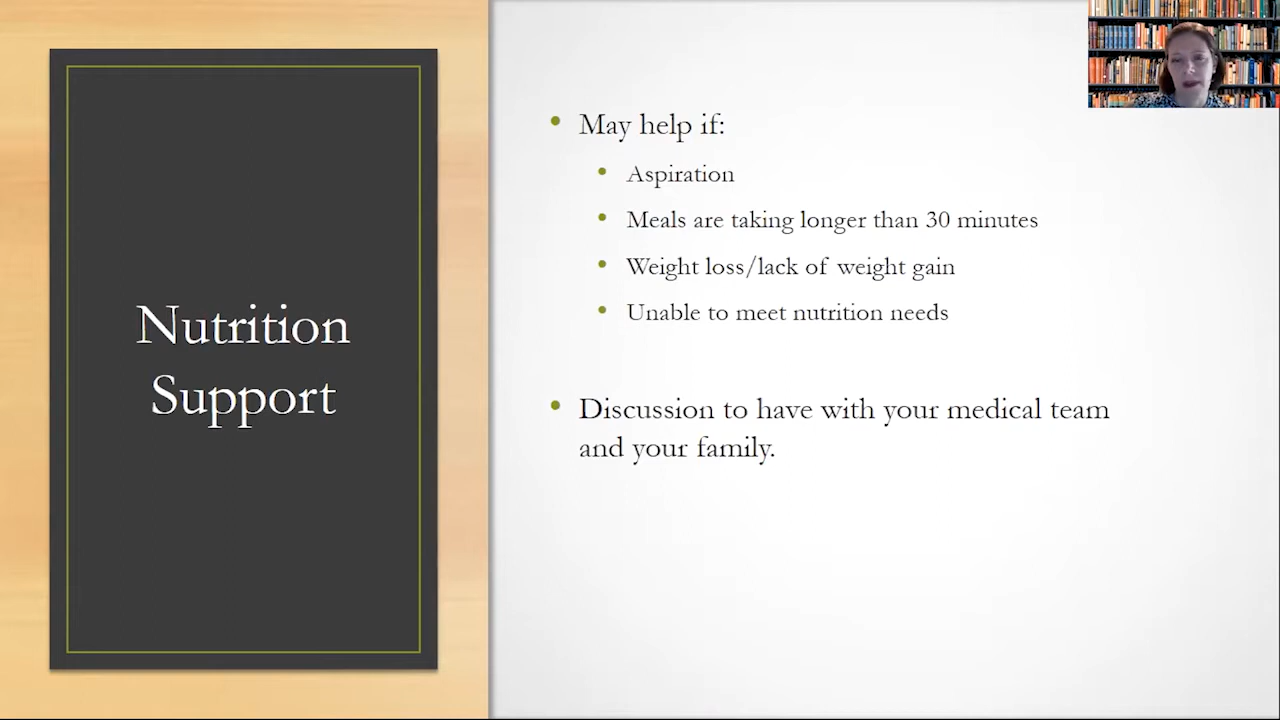 Nutrition
Support
May help if:
Aspiration
Meals are taking longer than 30 minutes
Weight loss/lack of weight gain
Unable to meet nutrition needs
Discussion to have with your medical team
and your family.